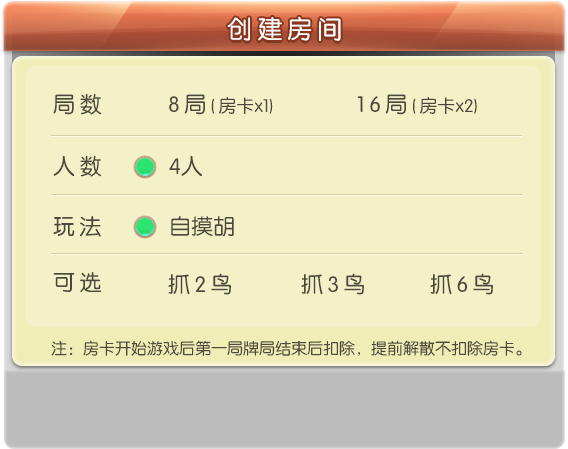 创建房间
局数 8局(房卡x1) 16局(房卡x2)
人数 4人
玩法 自摸胡
可选 抓2鸟 抓3鸟 抓6鸟
注：房卡开始游戏后第一局牌局结束后扣除，提前解散不扣除房卡。